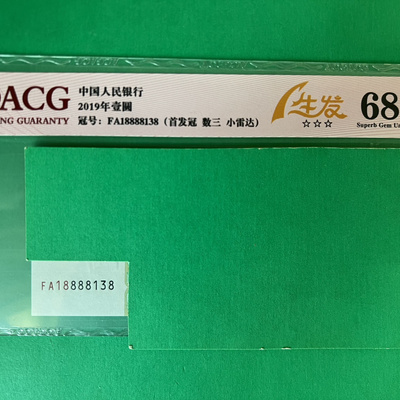 ACG
NG GUARANTY
中国人民银行
2019年壹圆
冠号：FA18888138（首发冠 数三 小雷达）
生发
☆☆☆
68
Superb Gem Un
FA18888138